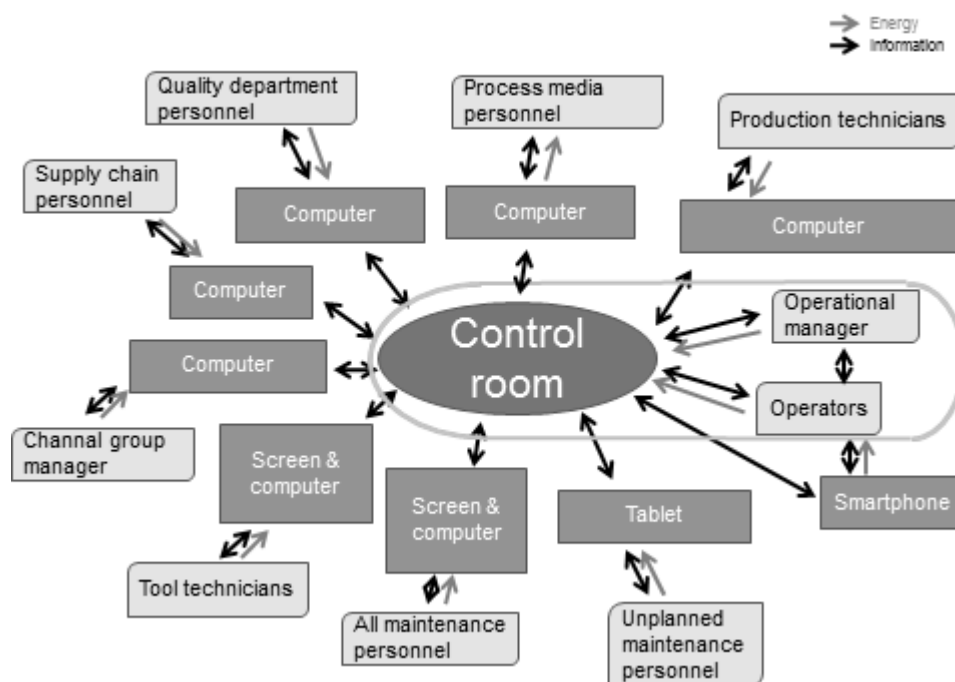 Energy
Information
Quality department
personnel
Process media
personnel
Production technicians
Supply chain
personnel
Computer
Computer
Computer
Computer
Operational
manager
Control
room
Computer
Operators
Channal group
manager
Screen &
computer
Screen &
computer
Tablet
Smartphone
Tool technicians
All maintenance
personnel
Unplanned
maintenance
personnel